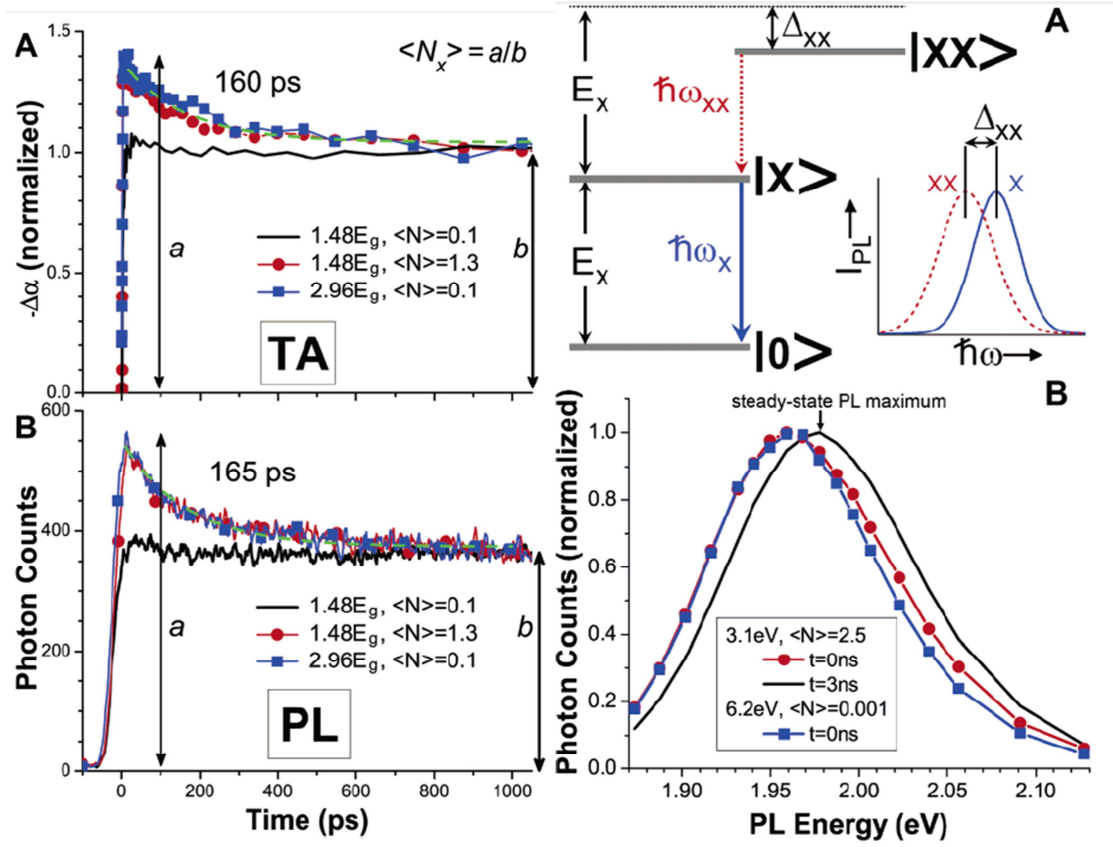 A
<Nx> = a/b
160 ps
1.5
1.0
0.5
0.0
-Δα (normalized)
a
b
1.48Eg, <N>=0.1
1.48Eg, <N>=1.3
2.96Eg, <N>=0.1
TA
B
165 ps
600
400
200
0
Photon Counts
a
b
1.48Eg, <N>=0.1
1.48Eg, <N>=1.3
2.96Eg, <N>=0.1
PL
0 200 400 600 800 1000
Time (ps)
A
Δxx
|xx>
Ex
ħωxx
|x>
Ex
ħωx
|0>
Δxx
xx
x
IPL
ħω
B
steady-state PL maximum
1.0
0.8
0.6
0.4
0.2
0.0
Photon Counts (normalized)
3.1eV, <N>=2.5
t=0ns
t=3ns
6.2eV, <N>=0.001
t=0ns
1.90 1.95 2.00 2.05 2.10
PL Energy (eV)